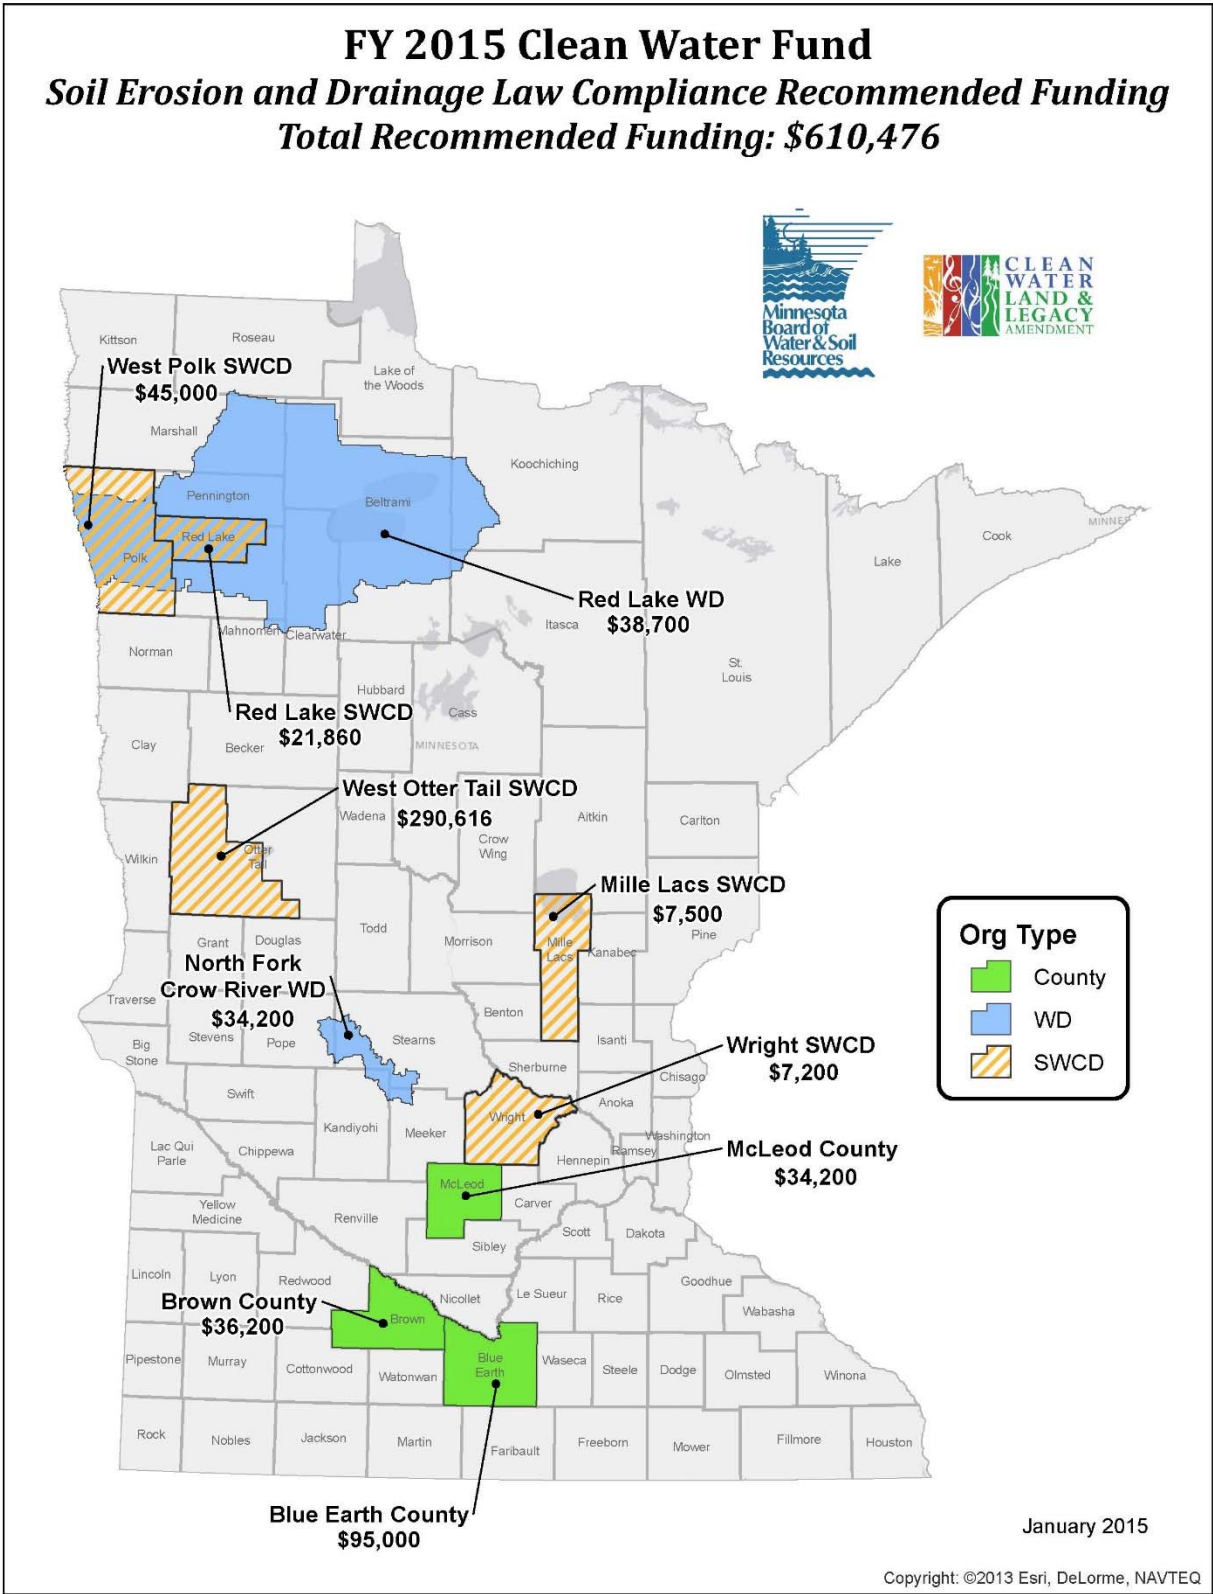 FY 2015 Clean Water Fund
Soil Erosion and Drainage Law Compliance Recommended Funding
Total Recommended Funding: $610,476
Minnesota
Board of
Water & Soil
Resources
CLEAN
WATER
LAND &
LEGACY
AMENDMENT
Kittson
Roseau
Lake of
the Woods
West Polk SWCD
$45,000
Marshall
Koochiching
Pennington
Beltrami
Red Lake
Polk
MINNES
Cook
Lake
Red Lake WD
$38,700
Itasca
Mahnomen
Clearwater
Norman
St.
Louis
Hubbard
Cass
Red Lake SWCD
$21,860
Clay
Becker
MINNESOTA
West Otter Tail SWCD
$290,616
Wadena
Aitkin
Carlton
Crow
Wing
Wilkin
Otter
Tail
Mille Lacs SWCD
$7,500
Todd
Morrison
Mille
Lacs
Kanabec
Pine
Grant
Douglas
North Fork
Crow River WD
$34,200
Traverse
Benton
Stevens
Pope
Stearns
Isanti
Big
Stone
Wright SWCD
$7,200
Sherburne
Chisago
Swift
Anoka
Wright
Kandiyohi
Meeker
Washington
Ramsey
Hennepin
Lac Qui
Parle
Chippewa
McLeod County
$34,200
McLeod
Carver
Yellow
Medicine
Renville
Scott
Dakota
Sibley
Lincoln
Lyon
Redwood
Goodhue
Nicollet
Le Sueur
Rice
Wabasha
Brown County
$36,200
Brown
Pipestone
Murray
Cottonwood
Watonwan
Blue
Earth
Waseca
Steele
Dodge
Olmsted
Winona
Rock
Nobles
Jackson
Martin
Faribault
Freeborn
Mower
Fillmore
Houston
Blue Earth County
$95,000
Org Type
County
WD
SWCD
January 2015
Copyright: ©2013 Esri, DeLorme, NAVTEQ